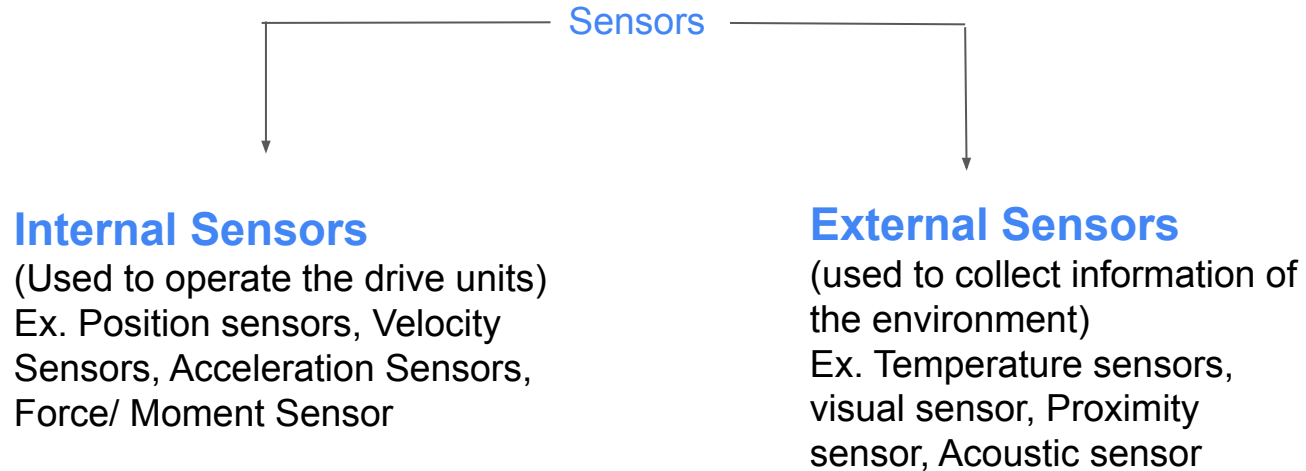 Sensors
Internal Sensors
(Used to operate the drive units)
Ex. Position sensors, Velocity
Sensors, Acceleration Sensors,
Force/ Moment Sensor
External Sensors
(used to collect information of
the environment)
Ex. Temperature sensors,
visual sensor, Proximity
sensor, Acoustic sensor